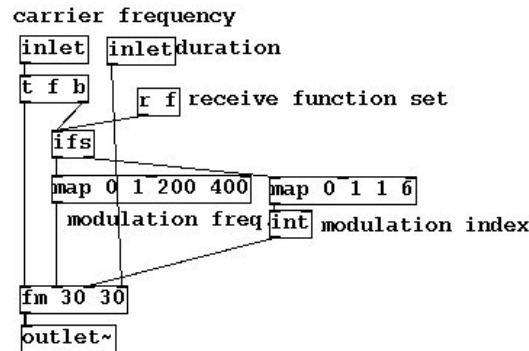 carrier frequency
inlet inlet duration
t f b
r f receive function set
ifs
map 0 1 200 400 map 0 1 1 6
modulation freq. int modulation index
fm 30 30
outlet~